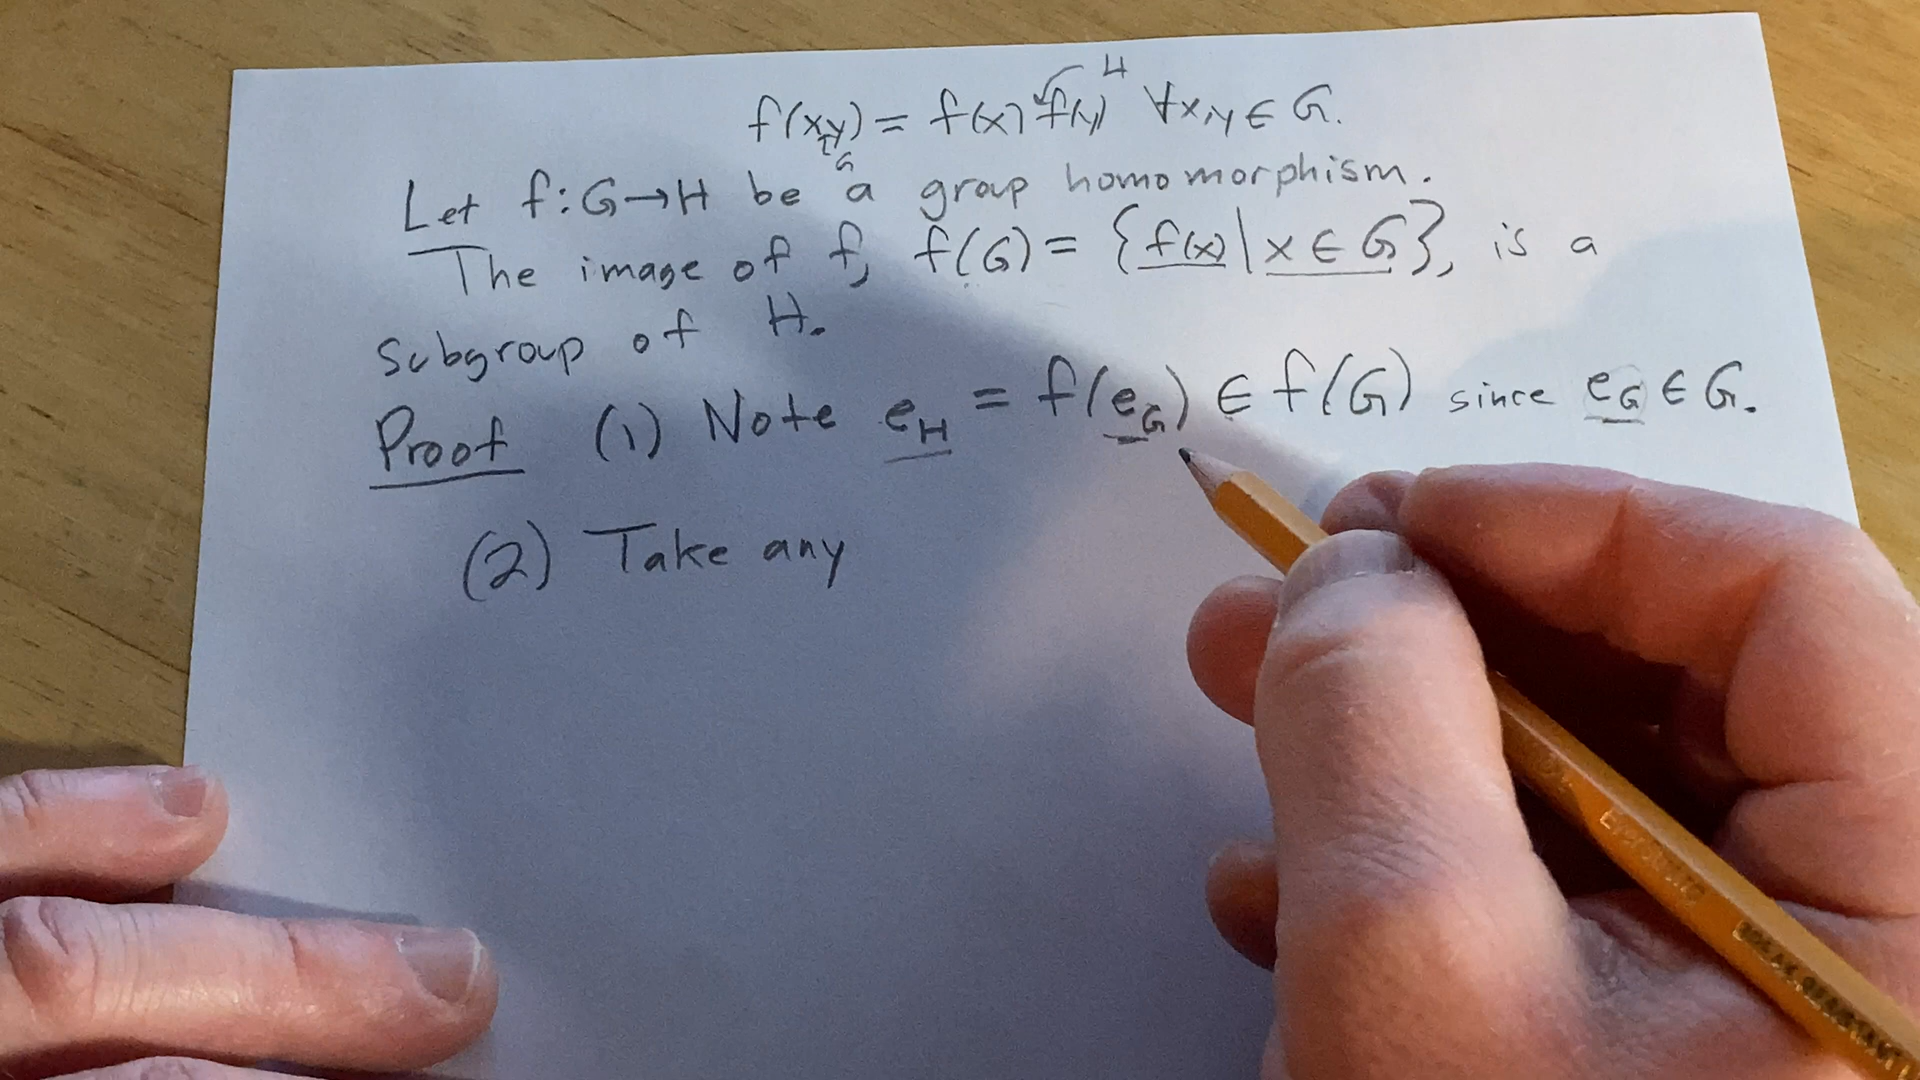 H
f(xy) = f(x) f(y) ∀x,y ∈ G.
G
Let f: G→H be a group homomorphism.
The image of f, f(G) = {f(x) | x ∈ G}, is a
subgroup of H.
Proof (1) Note e_H = f(e_G) ∈ f(G) since e_G ∈ G.
(2) Take any